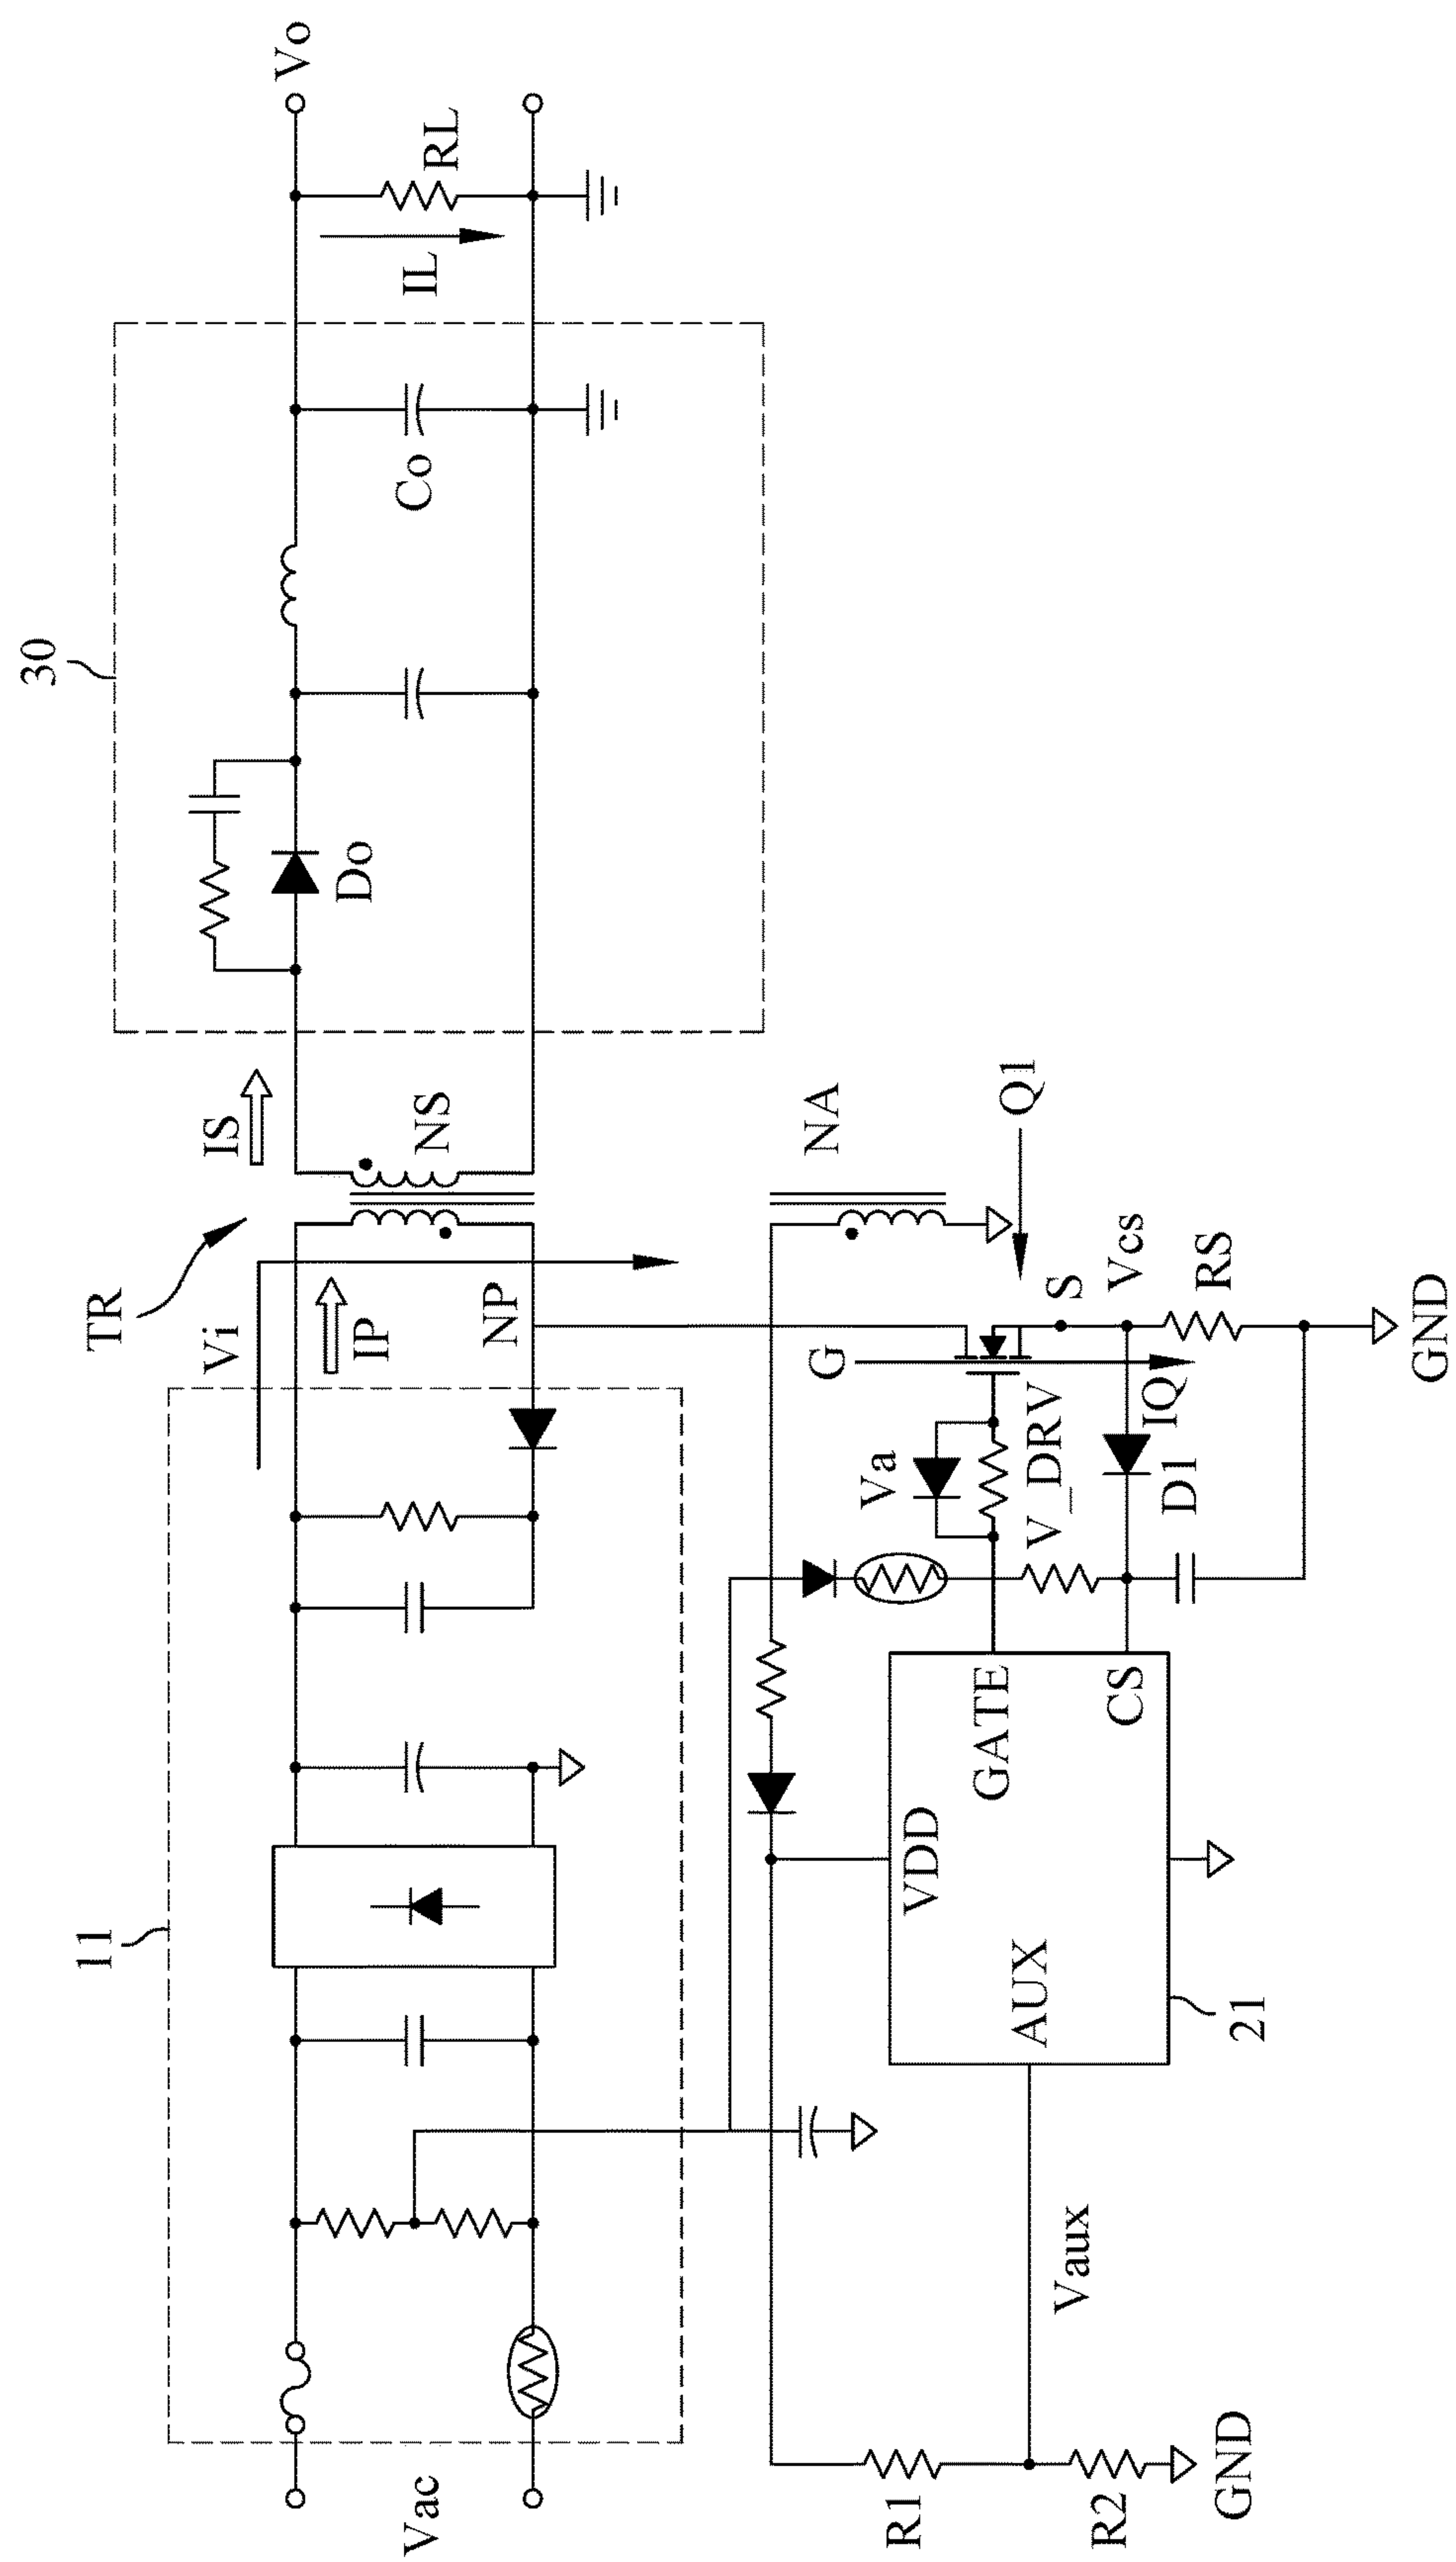 Vac
11
Vi
IP
TR
NP
IS
NS
30
Do
Co
IL
RL
Vo
NA
Q1
G
S
Vcs
RS
GND
Va
V_DRV
IQ
D1
VDD
GATE
CS
AUX
21
Vaux
R1
R2
GND